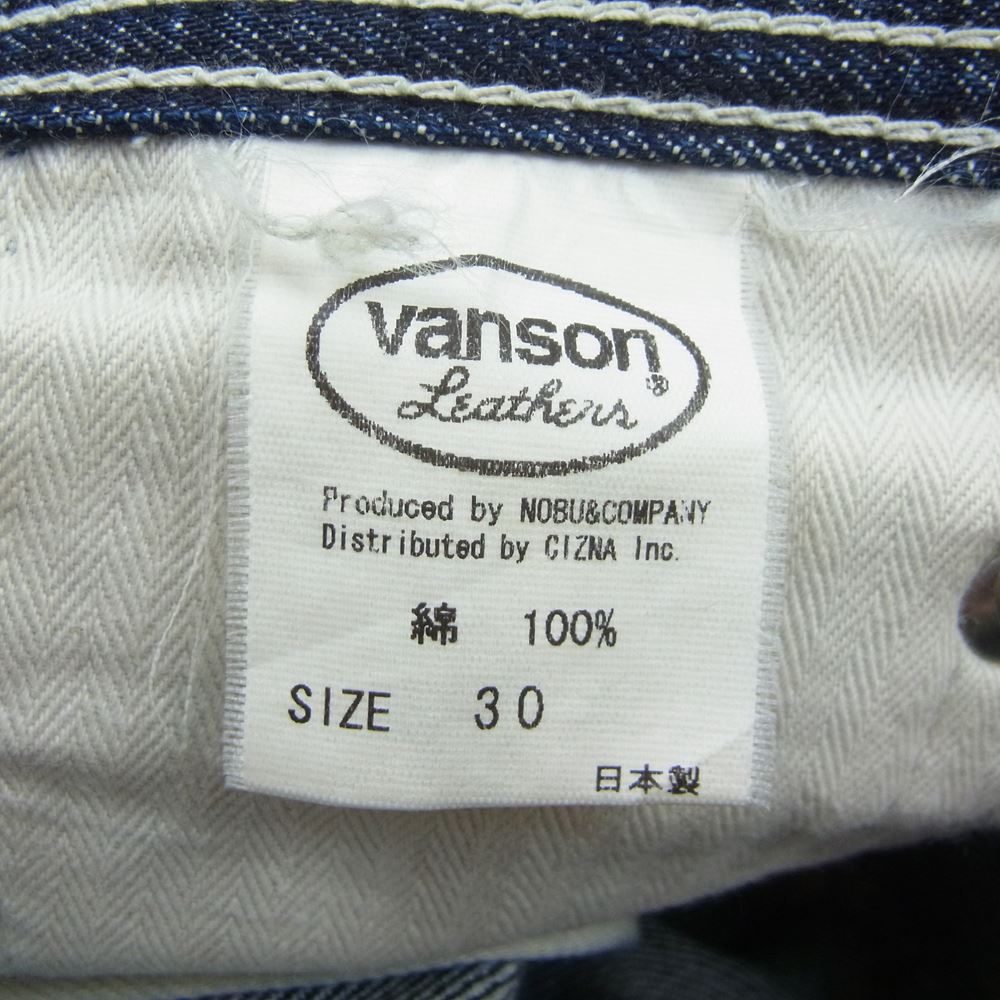 vanson®
Leathers
Produced by NOBU&COMPANY
Distributed by CIZNA Inc.
綿 100%
SIZE 30
日本製